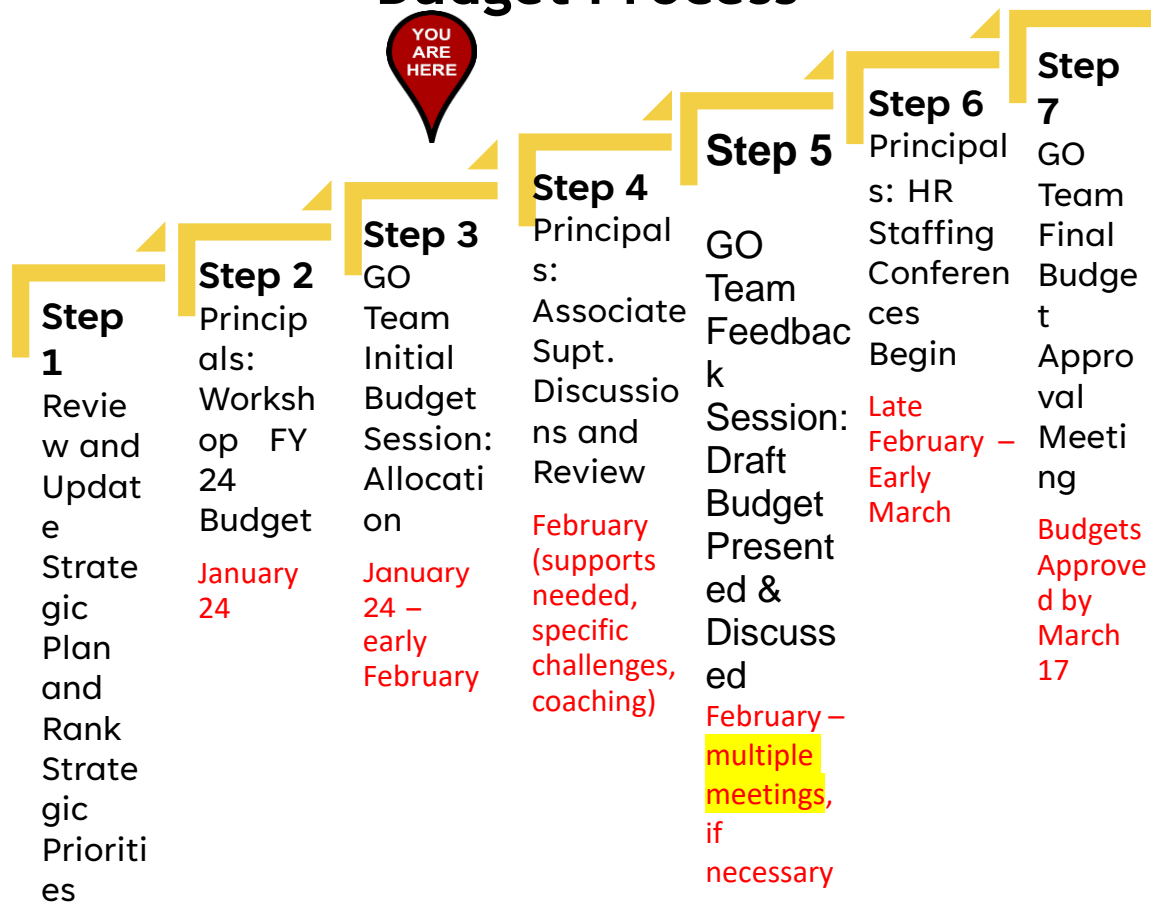 Budget Process
YOU
ARE
HERE
Step
1
Revie
w and
Updat
e
Strate
gic
Plan
and
Rank
Strate
gic
Prioriti
es
Step 2
Princip
als:
Worksh
op FY
24
Budget
January
24
Step 3
GO
Team
Initial
Budget
Session:
Allocati
on
January
24 –
early
February
Step 4
Principal
s:
Associate
Supt.
Discussio
ns and
Review
February
(supports
needed,
specific
challenges,
coaching)
Step 5
GO
Team
Feedbac
k
Session:
Draft
Budget
Present
ed &
Discuss
ed
February –
multiple
meetings,
if
necessary
Step 6
Principal
s: HR
Staffing
Conferen
ces
Begin
Late
February –
Early
March
Step
7
GO
Team
Final
Budge
t
Appro
val
Meeti
ng
Budgets
Approve
d by
March
17